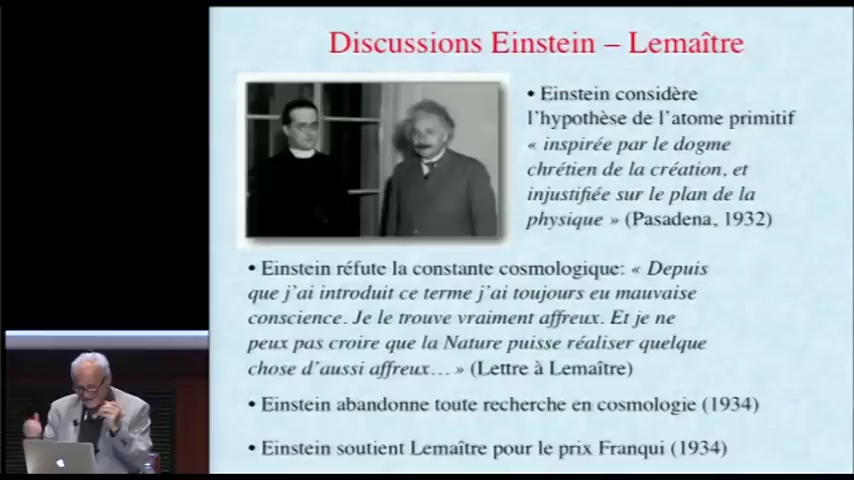 Discussions Einstein – Lemaître
• Einstein considère
l'hypothèse de l'atome primitif
« inspirée par le dogme
chrétien de la création, et
injustifiée sur le plan de la
physique » (Pasadena, 1932)
• Einstein réfute la constante cosmologique: « Depuis
que j'ai introduit ce terme j'ai toujours eu mauvaise
conscience. Je le trouve vraiment affreux. Et je ne
peux pas croire que la Nature puisse réaliser quelque
chose d'aussi affreux… » (Lettre à Lemaître)
• Einstein abandonne toute recherche en cosmologie (1934)
• Einstein soutient Lemaître pour le prix Franqui (1934)